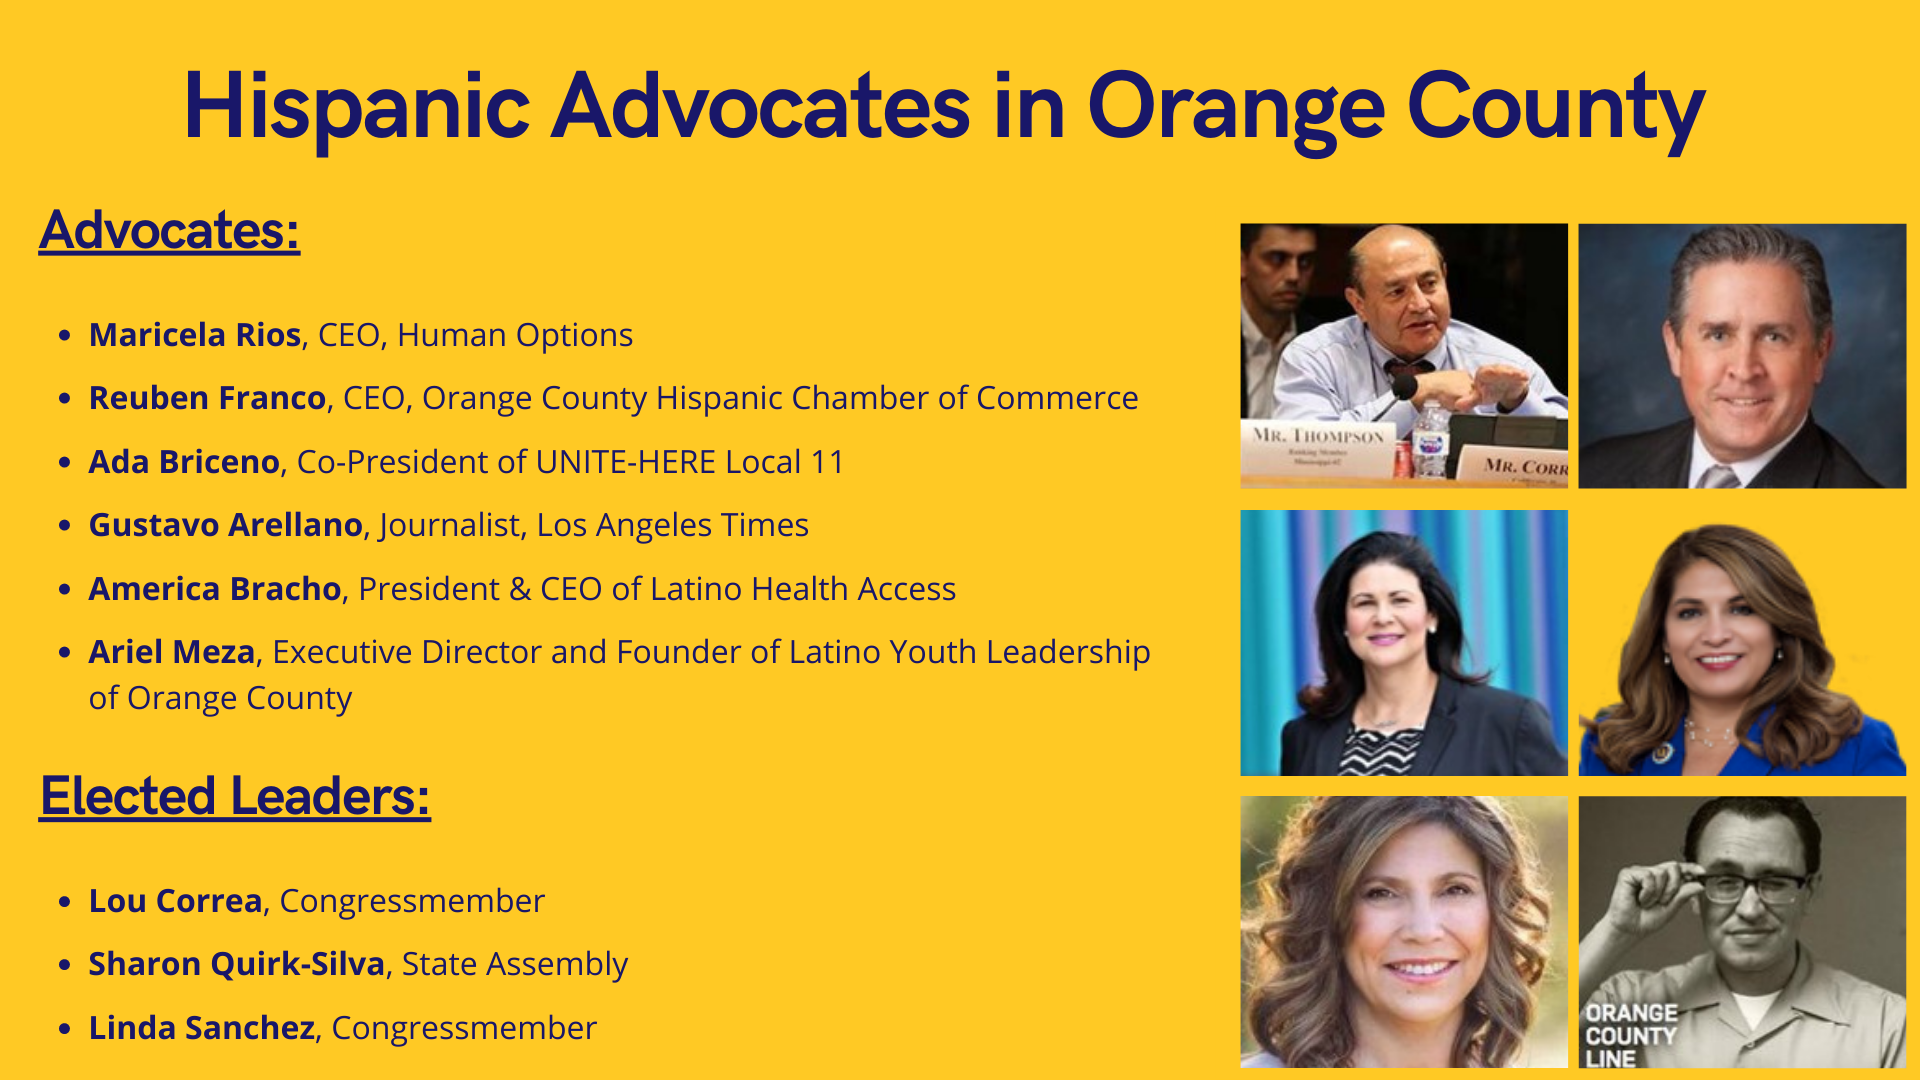 Hispanic Advocates in Orange County
Advocates:
• Maricela Rios, CEO, Human Options
• Reuben Franco, CEO, Orange County Hispanic Chamber of Commerce
• Ada Briceno, Co-President of UNITE-HERE Local 11
• Gustavo Arellano, Journalist, Los Angeles Times
• America Bracho, President & CEO of Latino Health Access
• Ariel Meza, Executive Director and Founder of Latino Youth Leadership
of Orange County
Elected Leaders:
• Lou Correa, Congressmember
• Sharon Quirk-Silva, State Assembly
• Linda Sanchez, Congressmember
MR. THOMPSON
Ranking Member
Mississippi-02
MR. CORR
ORANGE
COUNTY
LINE